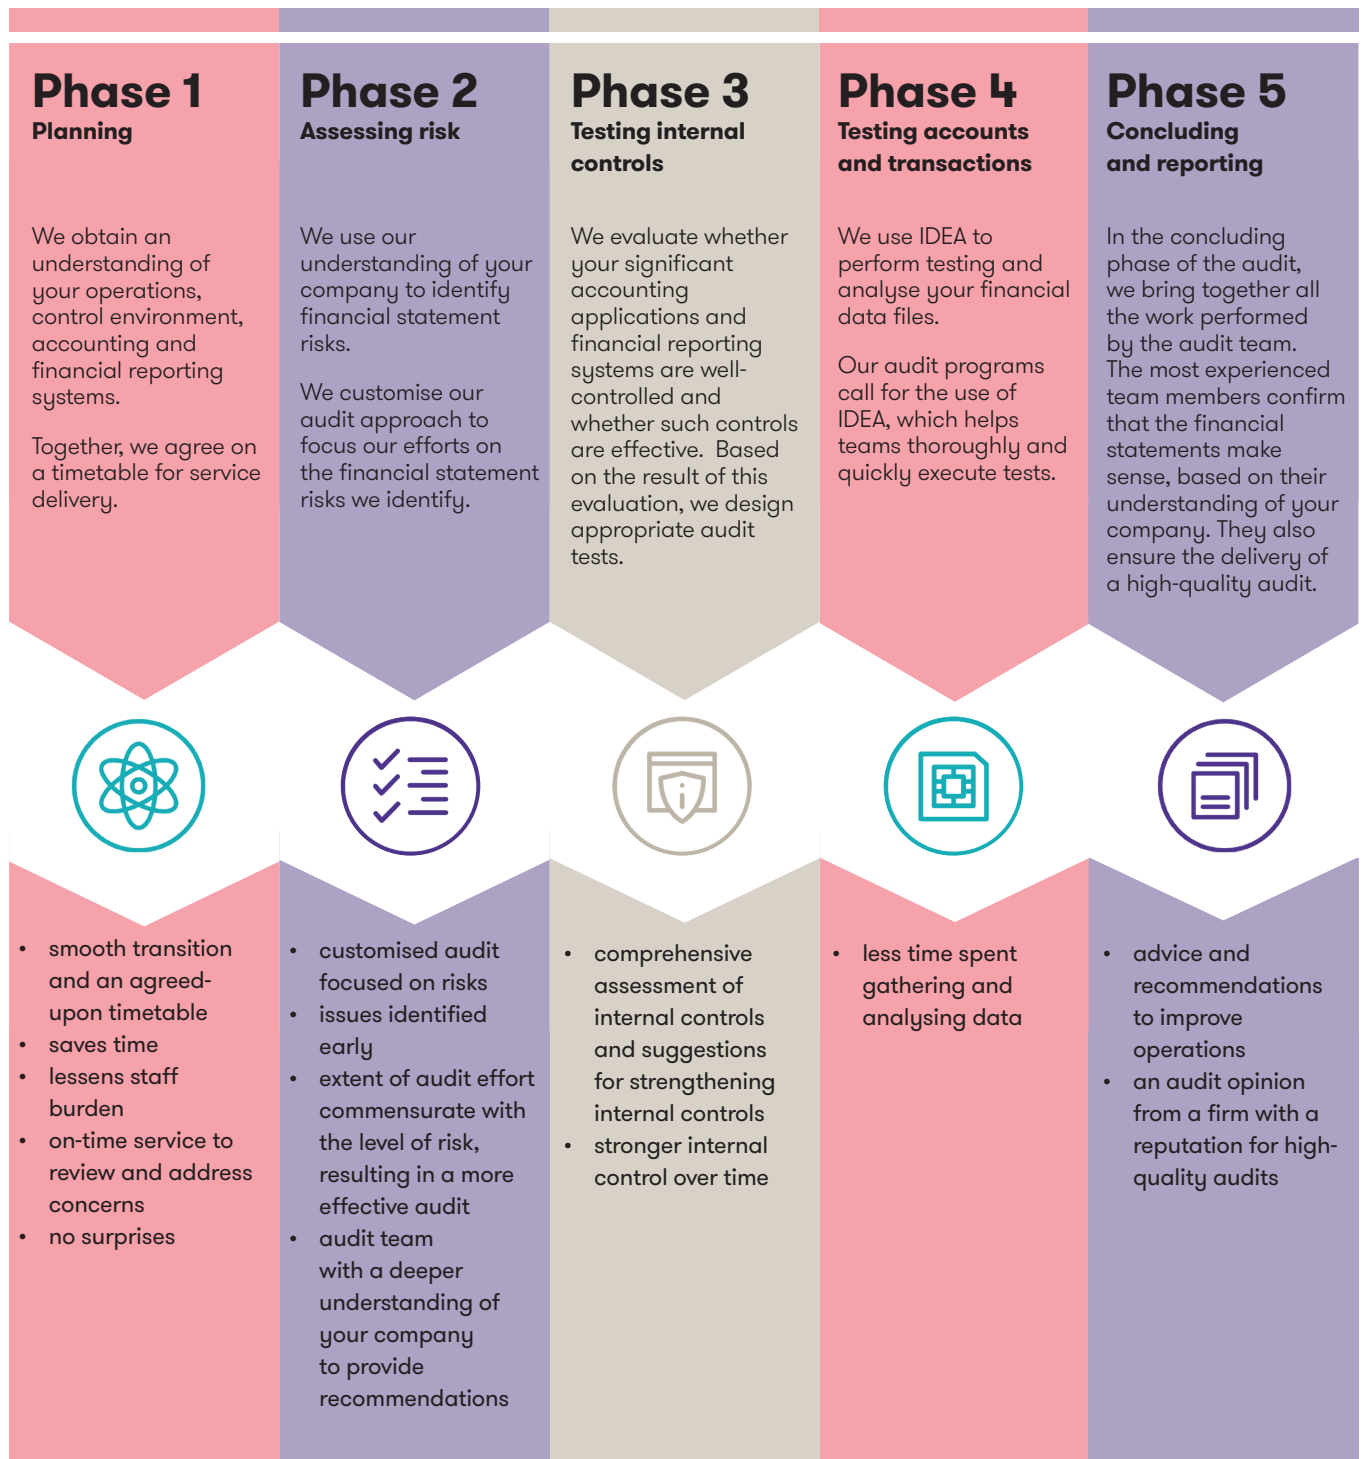 Phase 1
Planning
We obtain an
understanding of
your operations,
control environment,
accounting and
financial reporting
systems.
Together, we agree on
a timetable for service
delivery.
smooth transition
and an agreed-
upon timetable
saves time
lessens staff
burden
on-time service to
review and address
concerns
no surprises
Phase 2
Assessing risk
We use our
understanding of your
company to identify
financial statement
risks.
We customise our
audit approach to
focus our efforts on
the financial statement
risks we identify.
customised audit
focused on risks
issues identified
early
extent of audit effort
commensurate with
the level of risk,
resulting in a more
effective audit
audit team
with a deeper
understanding of
your company
to provide
recommendations
Phase 3
Testing internal
controls
We evaluate whether
your significant
accounting
applications and
financial reporting
systems are well-
controlled and
whether such controls
are effective.  Based
on the result of this
evaluation, we design
appropriate audit
tests.
comprehensive
assessment of
internal controls
and suggestions
for strengthening
internal controls
stronger internal
control over time
Phase 4
Testing accounts
and transactions
We use IDEA to
perform testing and
analyse your financial
data files.
Our audit programs
call for the use of
IDEA, which helps
teams thoroughly and
quickly execute tests.
less time spent
gathering and
analysing data
Phase 5
Concluding
and reporting
In the concluding
phase of the audit,
we bring together all
the work performed
by the audit team.
The most experienced
team members confirm
that the financial
statements make
sense, based on their
understanding of your
company. They also
ensure the delivery of
a high-quality audit.
advice and
recommendations
to improve
operations
an audit opinion
from a firm with a
reputation for high-
quality audits